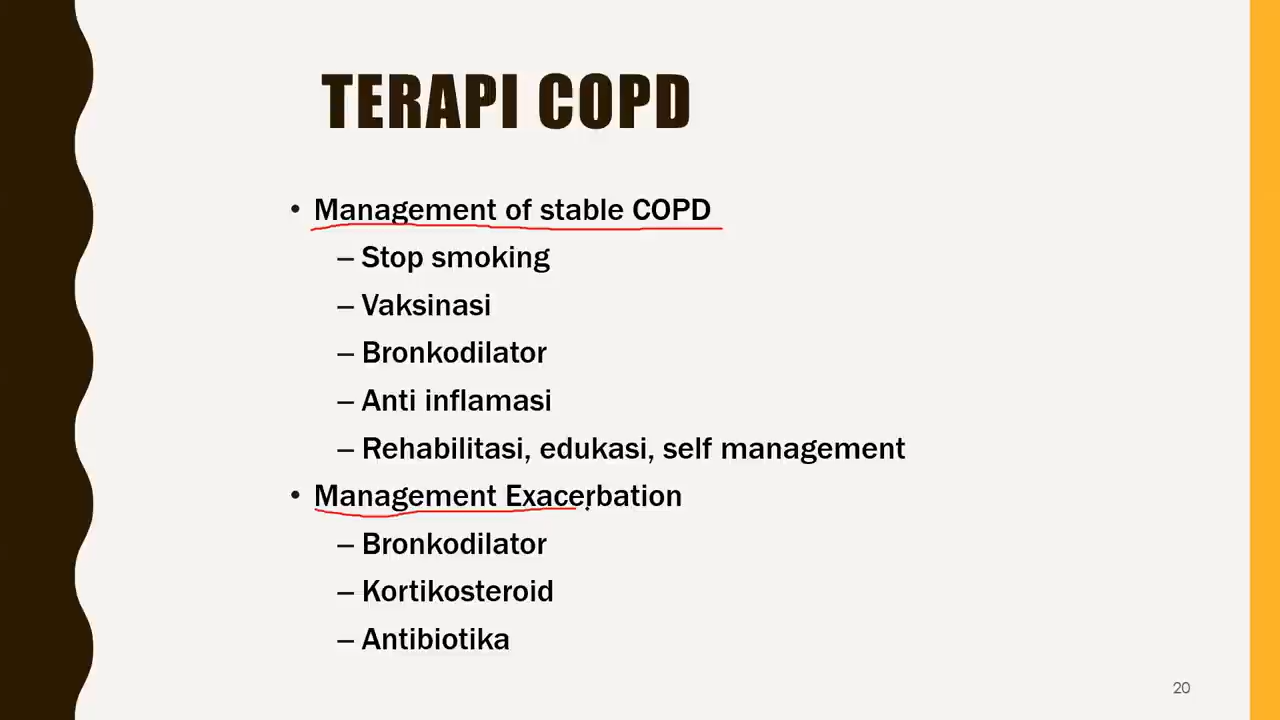 TERAPI COPD
• Management of stable COPD
– Stop smoking
– Vaksinasi
– Bronkodilator
– Anti inflamasi
– Rehabilitasi, edukasi, self management
• Management Exacerbation
– Bronkodilator
– Kortikosteroid
– Antibiotika
20